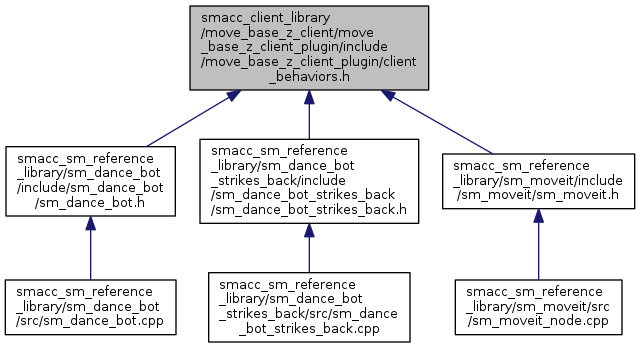 smacc_client_library
/move_base_z_client/move
_base_z_client_plugin/include
/move_base_z_client_plugin/client
_behaviors.h
smacc_sm_reference
_library/sm_dance_bot
/include/sm_dance_bot
/sm_dance_bot.h
smacc_sm_reference
_library/sm_dance_bot
_strikes_back/include
/sm_dance_bot_strikes_back
/sm_dance_bot_strikes_back.h
smacc_sm_reference
_library/sm_moveit/include
/sm_moveit/sm_moveit.h
smacc_sm_reference
_library/sm_dance_bot
/src/sm_dance_bot.cpp
smacc_sm_reference
_library/sm_dance_bot
_strikes_back/src/sm_dance
_bot_strikes_back.cpp
smacc_sm_reference
_library/sm_moveit/src
/sm_moveit_node.cpp